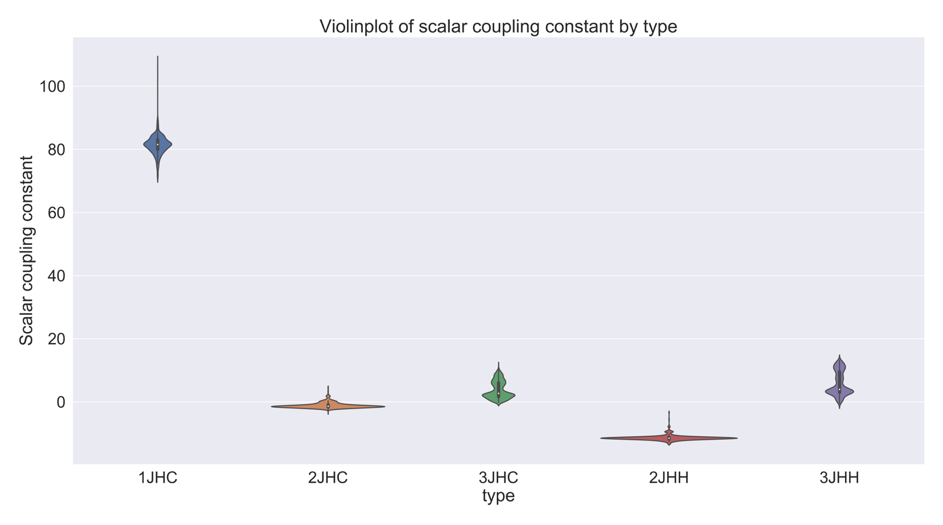 Violinplot of scalar coupling constant by type
Scalar coupling constant
100
80
60
40
20
0
1JHC 2JHC 3JHC 2JHH 3JHH
type